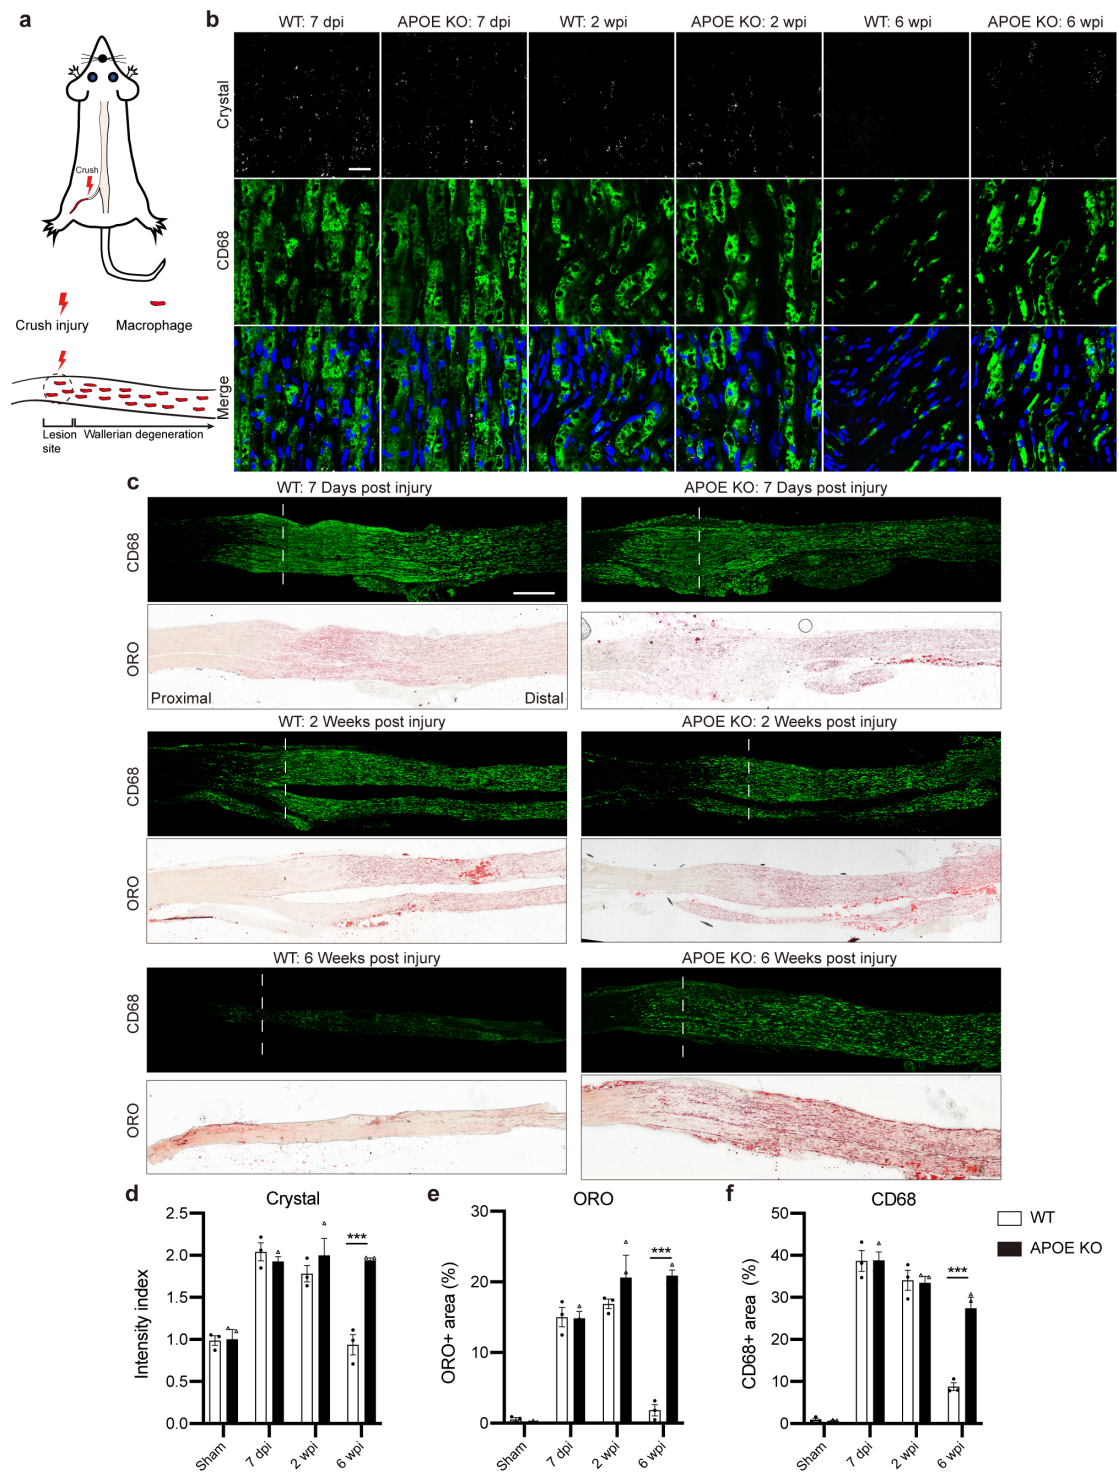 a
Crush
Crush injury
Macrophage
Lesion site
Wallerian degeneration
b
WT: 7 dpi
APOE KO: 7 dpi
WT: 2 wpi
APOE KO: 2 wpi
WT: 6 wpi
APOE KO: 6 wpi
Crystal
CD68
Merge
c
WT: 7 Days post injury
APOE KO: 7 Days post injury
CD68
ORO
Proximal
Distal
WT: 2 Weeks post injury
APOE KO: 2 Weeks post injury
CD68
ORO
WT: 6 Weeks post injury
APOE KO: 6 Weeks post injury
CD68
ORO
d
Crystal
Intensity index
2.5
2.0
1.5
1.0
0.5
0.0
***
Sham
7 dpi
2 wpi
6 wpi
e
ORO
ORO+ area (%)
30
20
10
0
***
Sham
7 dpi
2 wpi
6 wpi
f
CD68
CD68+ area (%)
50
40
30
20
10
0
***
Sham
7 dpi
2 wpi
6 wpi
WT
APOE KO